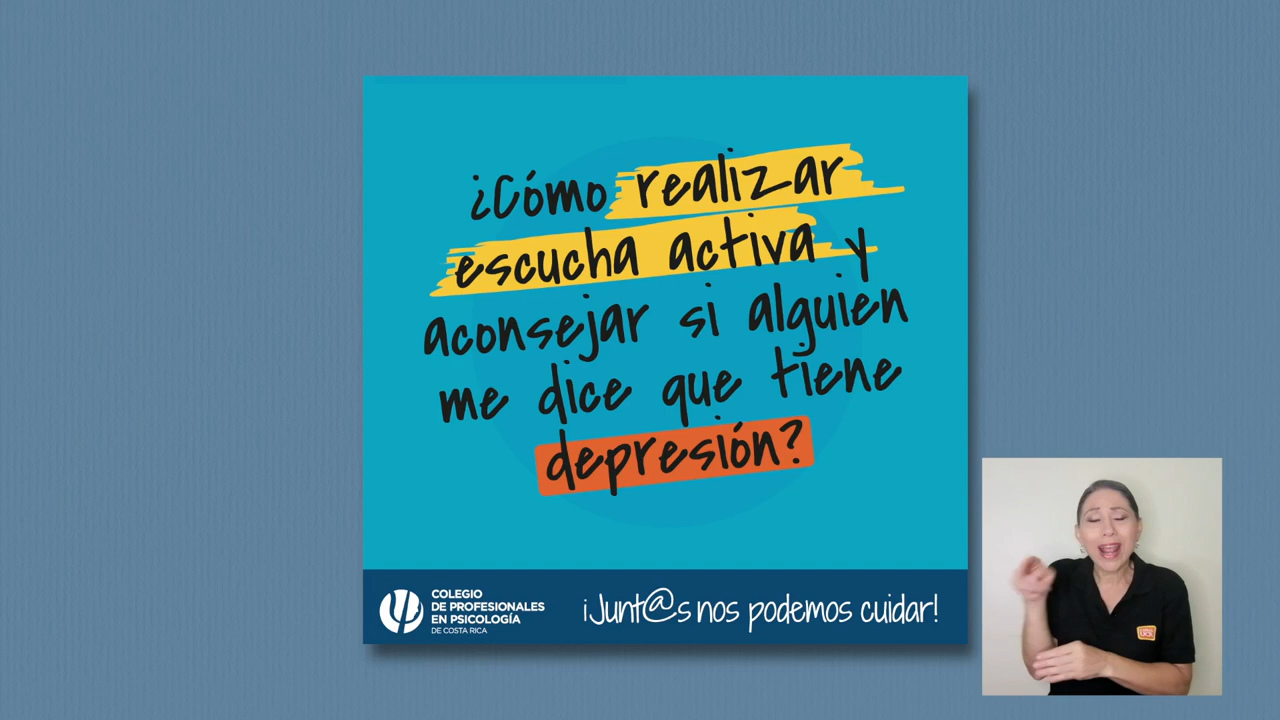 ¿Cómo realizar
escucha activa y
aconsejar si alguien
me dice que tiene
depresión?
COLEGIO
DE PROFESIONALES
EN PSICOLOGÍA
DE COSTA RICA
¡Junt@s nos podemos cuidar!